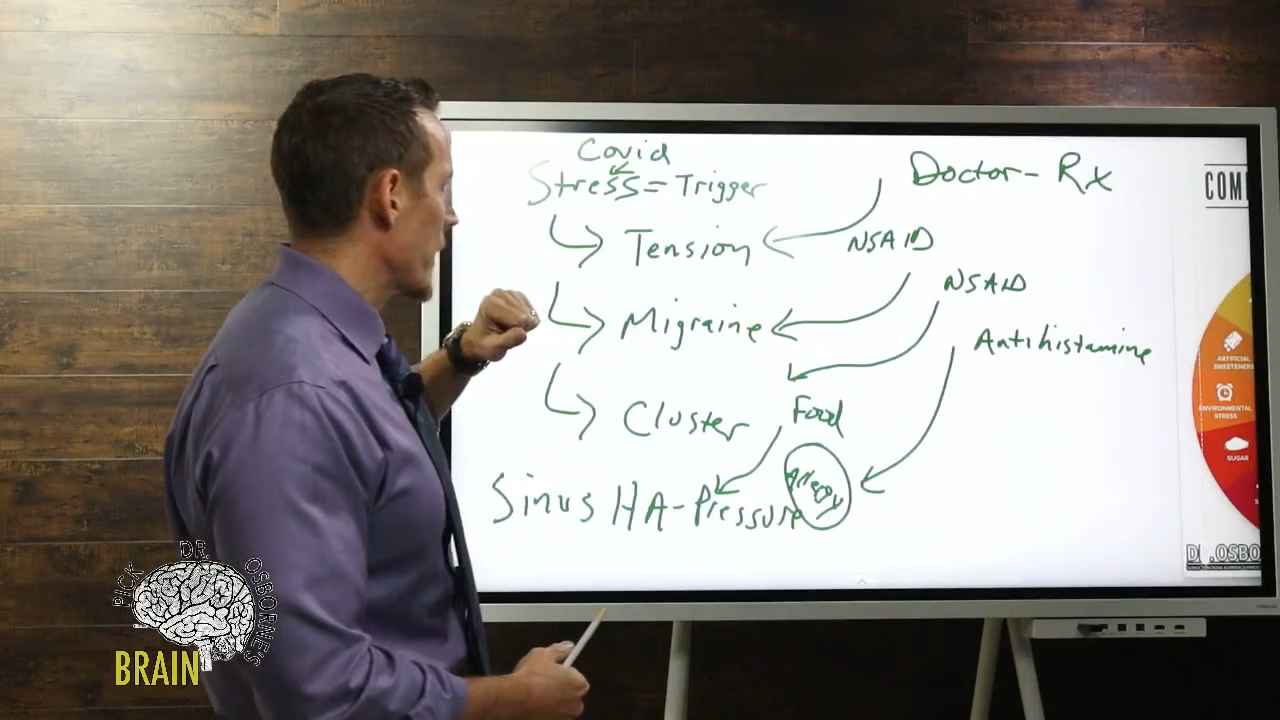 Covid
Stress = Trigger
Doctor - Rx
Tension
NSAID
NSAID
Migraine
Antihistamine
Cluster
Food
Allergy
Sinus HA - Pressure
COM
ARTIFICIAL
SWEETENERS
ENVIRONMENTAL
STRESS
SUGAR
PICK
DR.
OSBORNE'S
BRAIN